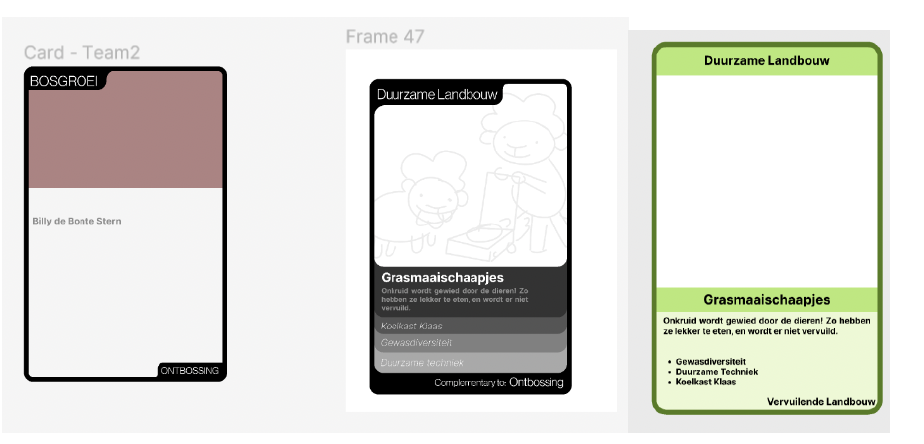 Card - Team2
BOSGROEI
Billy de Bonte Stern
ONTBOSSING
Frame 47
Duurzame Landbouw
Grasmaaischaapjes
Onkruid wordt gewied door de dieren! Zo
hebben ze lekker te eten, en wordt er niet
vervuild.
Koelkast Klaas
Gewasdiversiteit
Duurzame techniek
Complementary to: Ontbossing
Duurzame Landbouw
Grasmaaischaapjes
Onkruid wordt gewied door de dieren! Zo hebben
ze lekker te eten, en wordt er niet vervuild.
• Gewasdiversiteit
• Duurzame Techniek
• Koelkast Klaas
Vervuilende Landbouw